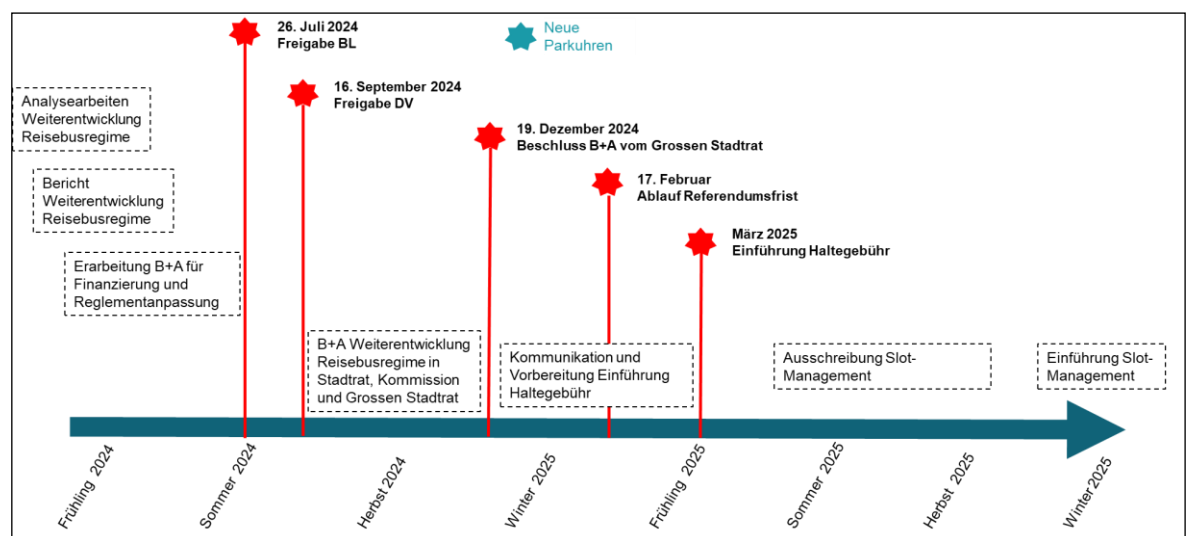 26. Juli 2024
Freigabe BL
Neue
Parkuhren
16. September 2024
Freigabe DV
Analysearbeiten
Weiterentwicklung
Reisebusregime
19. Dezember 2024
Beschluss B+A vom Grossen Stadtrat
Bericht
Weiterentwicklung
Reisebusregime
17. Februar
Ablauf Referendumsfrist
März 2025
Einführung Haltegebühr
Erarbeitung B+A für
Finanzierung und
Reglementanpassung
B+A Weiterentwicklung
Reisebusregime in
Stadtrat, Kommission
und Grossen Stadtrat
Kommunikation und
Vorbereitung Einführung
Haltegebühr
Ausschreibung Slot-
Management
Einführung Slot-
Management
Frühling 2024
Sommer 2024
Herbst 2024
Winter 2025
Frühling 2025
Sommer 2025
Herbst 2025
Winter 2025